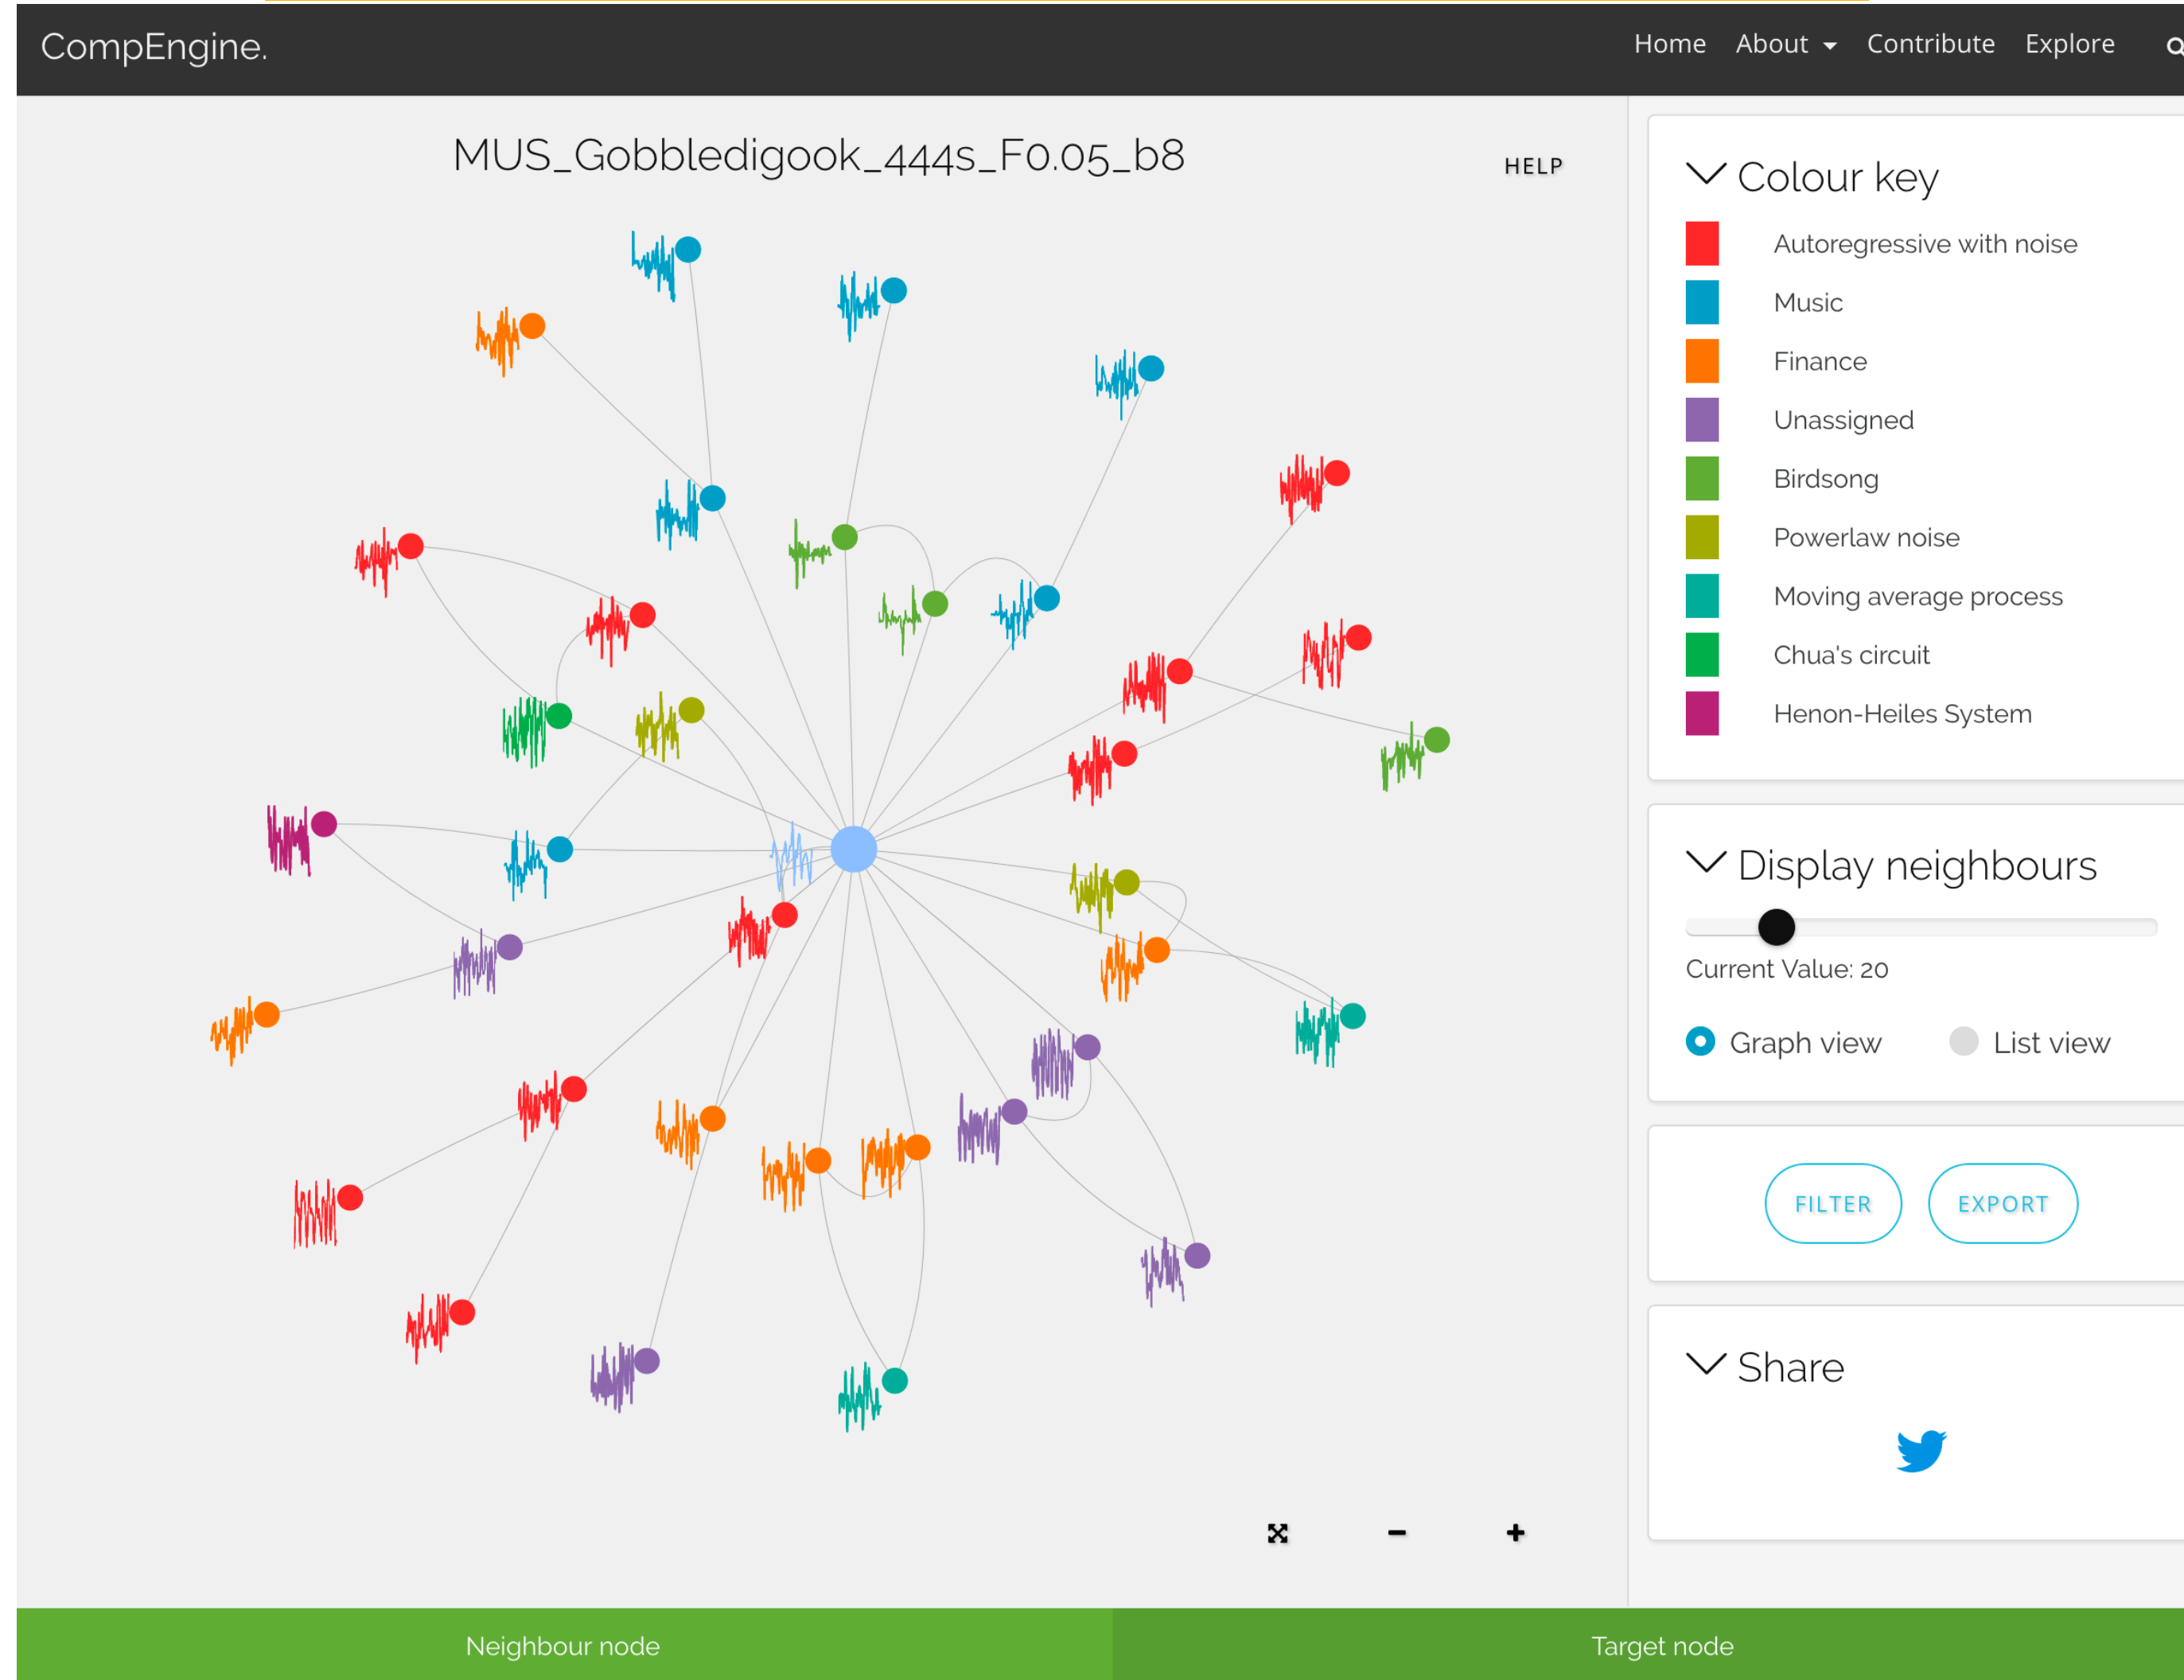 CompEngine.
Home About Contribute Explore
MUS_Gobbledigook_444s_F0.05_b8
HELP
Colour key
Autoregressive with noise
Music
Finance
Unassigned
Birdsong
Powerlaw noise
Moving average process
Chua's circuit
Henon-Heiles System
Display neighbours
Current Value: 20
Graph view List view
FILTER EXPORT
Share
Neighbour node Target node